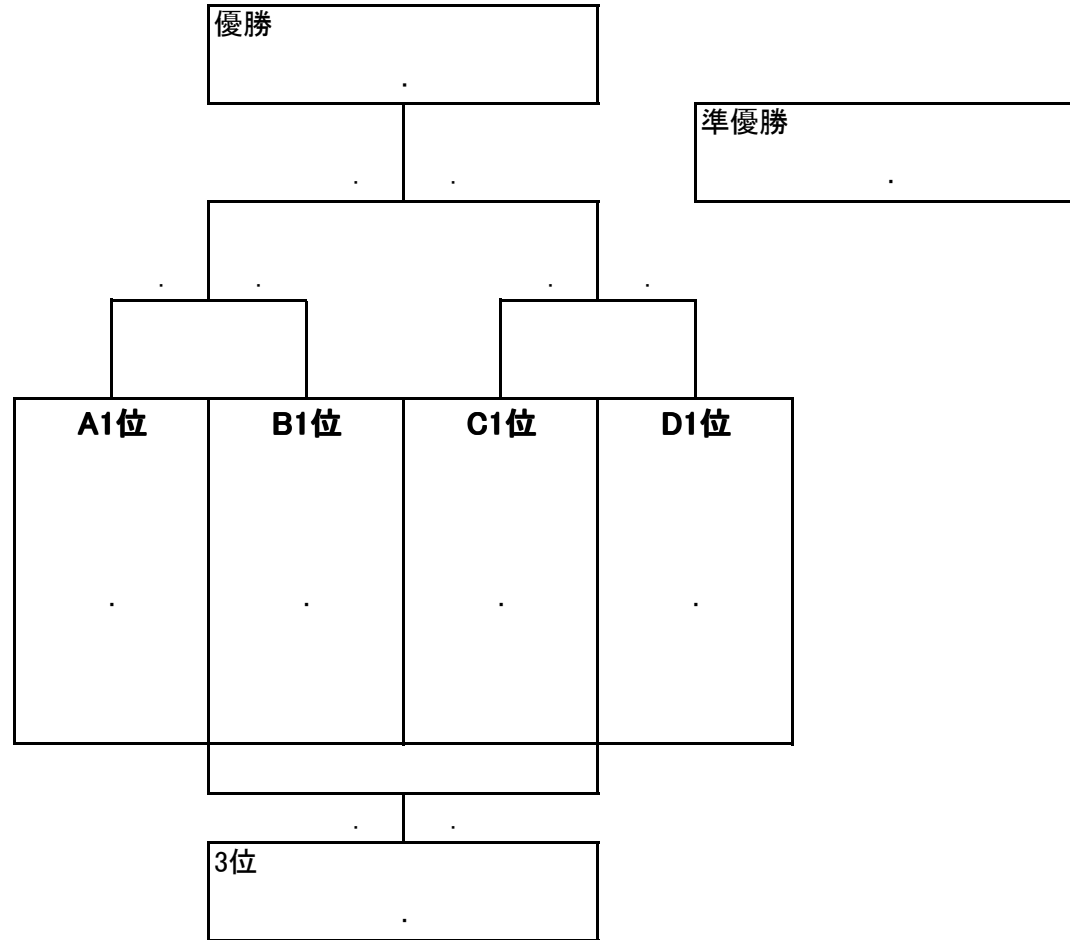 優勝
.
準優勝
. .
.
. . . .
A1位 B1位 C1位 D1位
. . . .
. .
3位
.